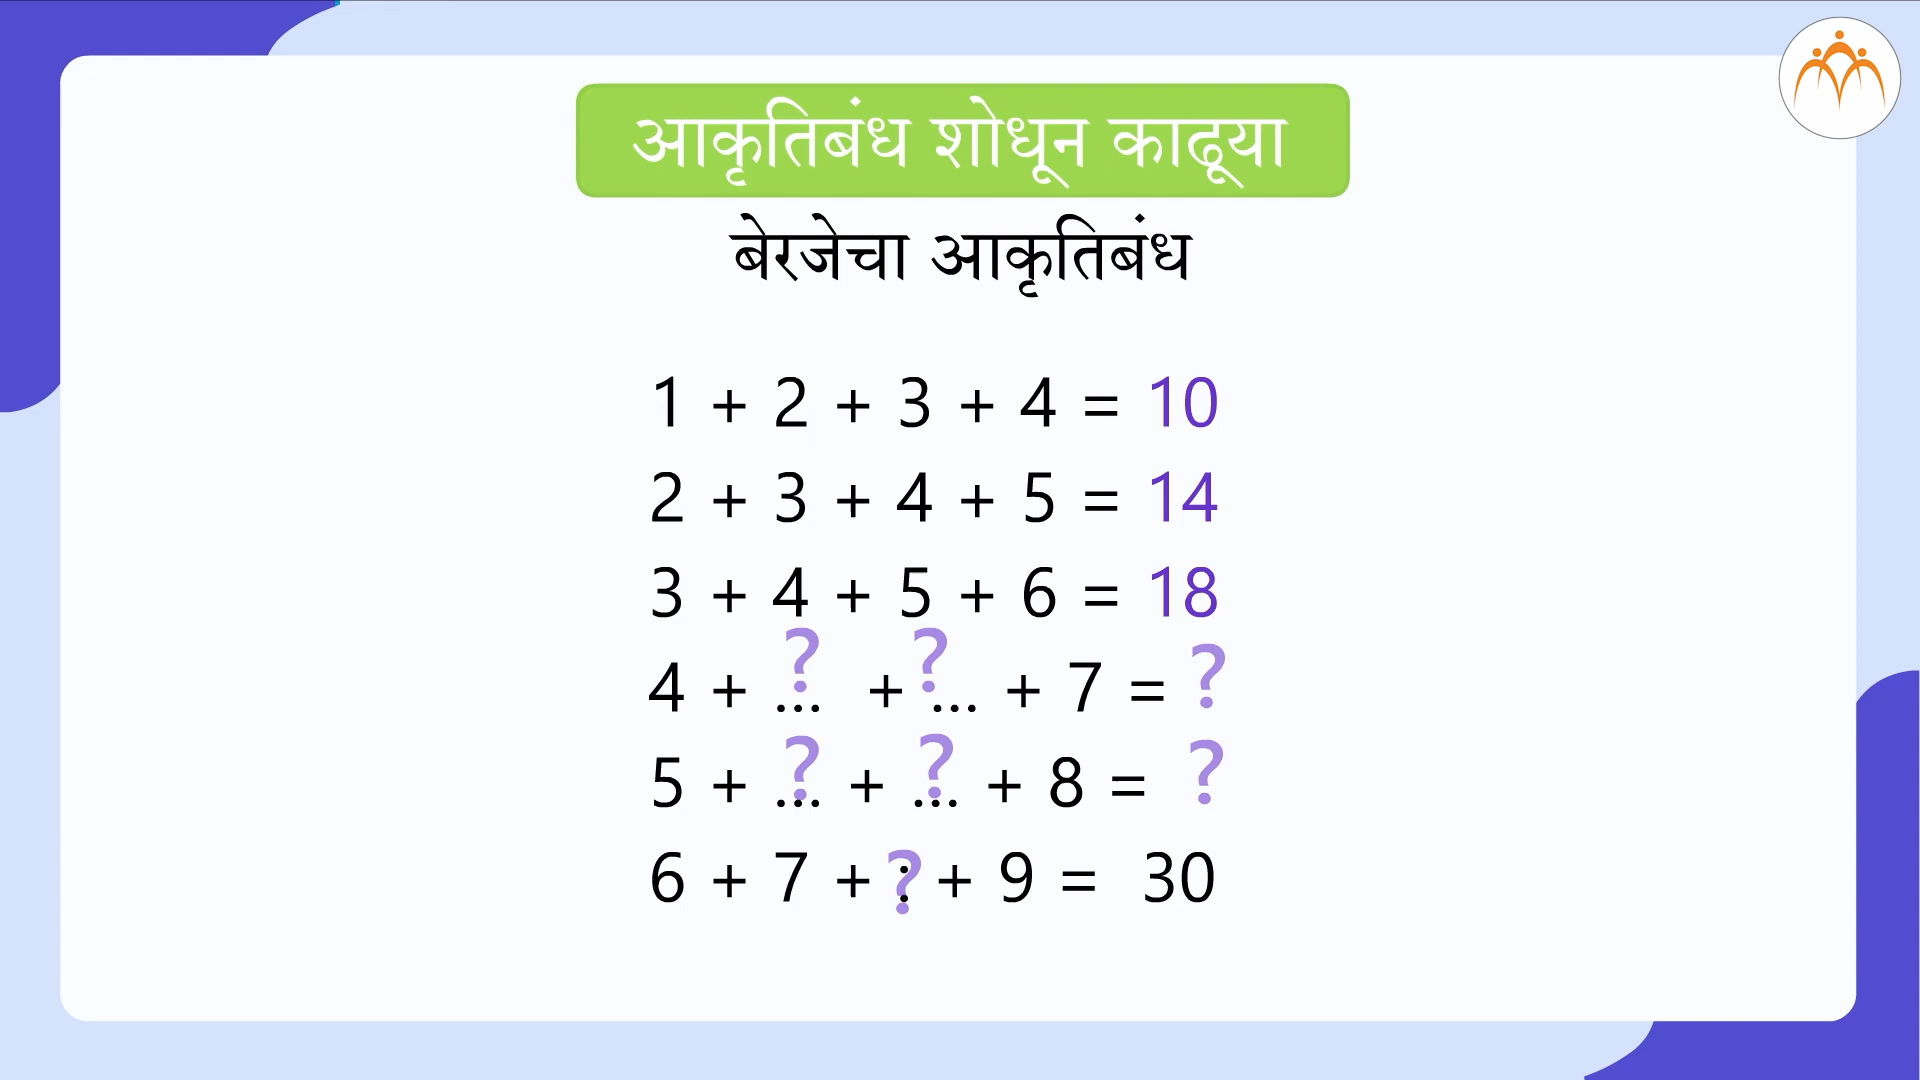 आकृतिबंध शोधून काढूया
बेरजेचा आकृतिबंध
1 + 2 + 3 + 4 = 10
2 + 3 + 4 + 5 = 14
3 + 4 + 5 + 6 = 18
4 + ...? + ...? + 7 = ?
5 + ...? + ...? + 8 = ?
6 + 7 + ? + 9 = 30